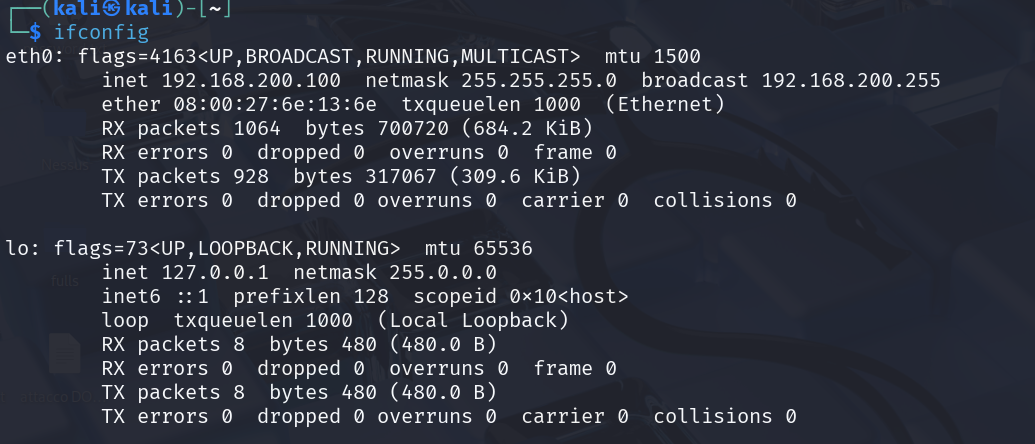 ┌──(kali㉿kali)-[~]
└─$ ifconfig
eth0: flags=4163<UP,BROADCAST,RUNNING,MULTICAST>  mtu 1500
        inet 192.168.200.100  netmask 255.255.255.0  broadcast 192.168.200.255
        ether 08:00:27:6e:13:6e  txqueuelen 1000  (Ethernet)
        RX packets 1064  bytes 700720 (684.2 KiB)
        RX errors 0  dropped 0  overruns 0  frame 0
        TX packets 928  bytes 317067 (309.6 KiB)
        TX errors 0  dropped 0 overruns 0  carrier 0  collisions 0

lo: flags=73<UP,LOOPBACK,RUNNING>  mtu 65536
        inet 127.0.0.1  netmask 255.0.0.0
        inet6 ::1  prefixlen 128  scopeid 0×10<host>
        loop  txqueuelen 1000  (Local Loopback)
        RX packets 8  bytes 480 (480.0 B)
        RX errors 0  dropped 0  overruns 0  frame 0
        TX packets 8  bytes 480 (480.0 B)
        TX errors 0  dropped 0 overruns 0  carrier 0  collisions 0